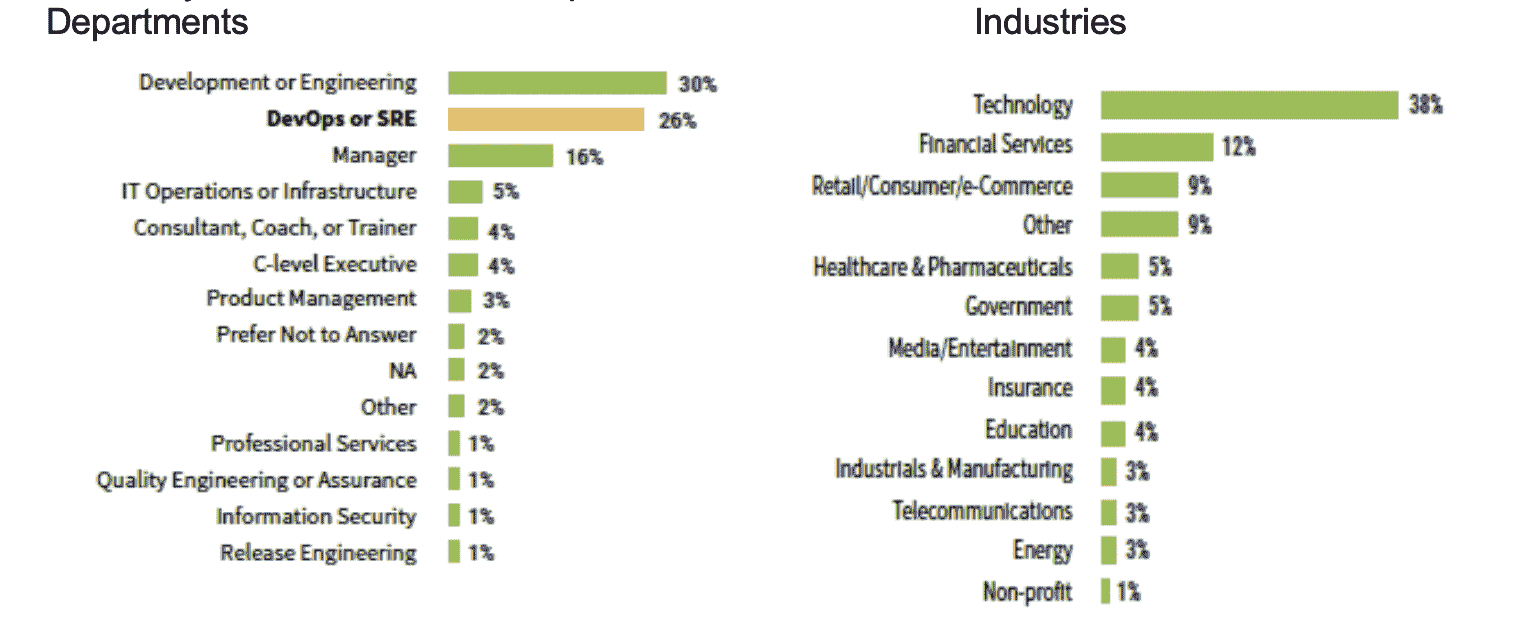 Departments
Development or Engineering 30%
DevOps or SRE 26%
Manager 16%
IT Operations or Infrastructure 5%
Consultant, Coach, or Trainer 4%
C-level Executive 4%
Product Management 3%
Prefer Not to Answer 2%
NA 2%
Other 2%
Professional Services 1%
Quality Engineering or Assurance 1%
Information Security 1%
Release Engineering 1%
Industries
Technology 38%
Financial Services 12%
Retail/Consumer/e-Commerce 9%
Other 9%
Healthcare & Pharmaceuticals 5%
Government 5%
Media/Entertainment 4%
Insurance 4%
Education 4%
Industrials & Manufacturing 3%
Telecommunications 3%
Energy 3%
Non-profit 1%